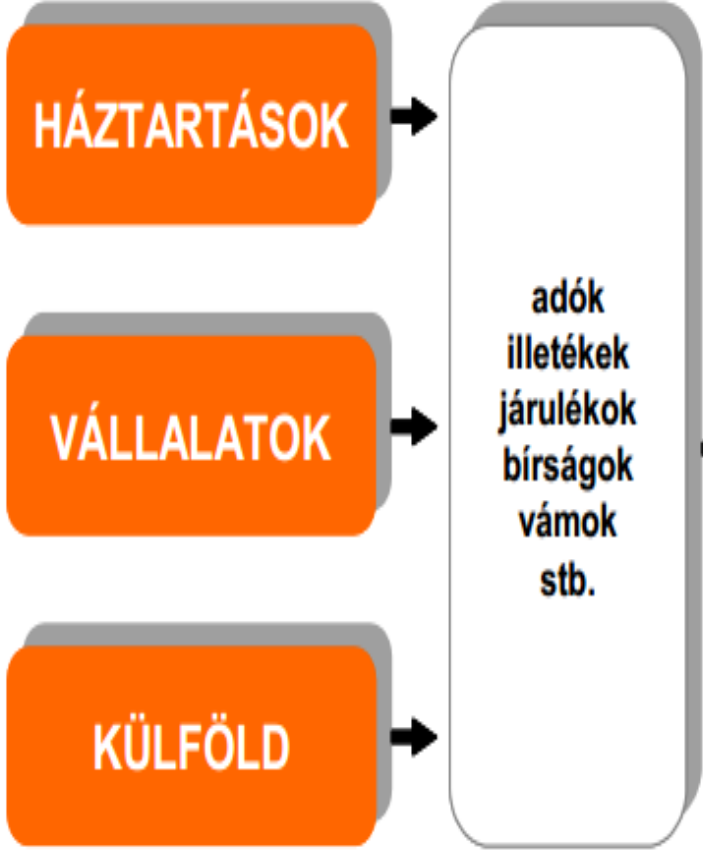 HÁZTARTÁSOK
VÁLLALATOK
KÜLFÖLD
adók
illetékek
járulékok
bírságok
vámok
stb.